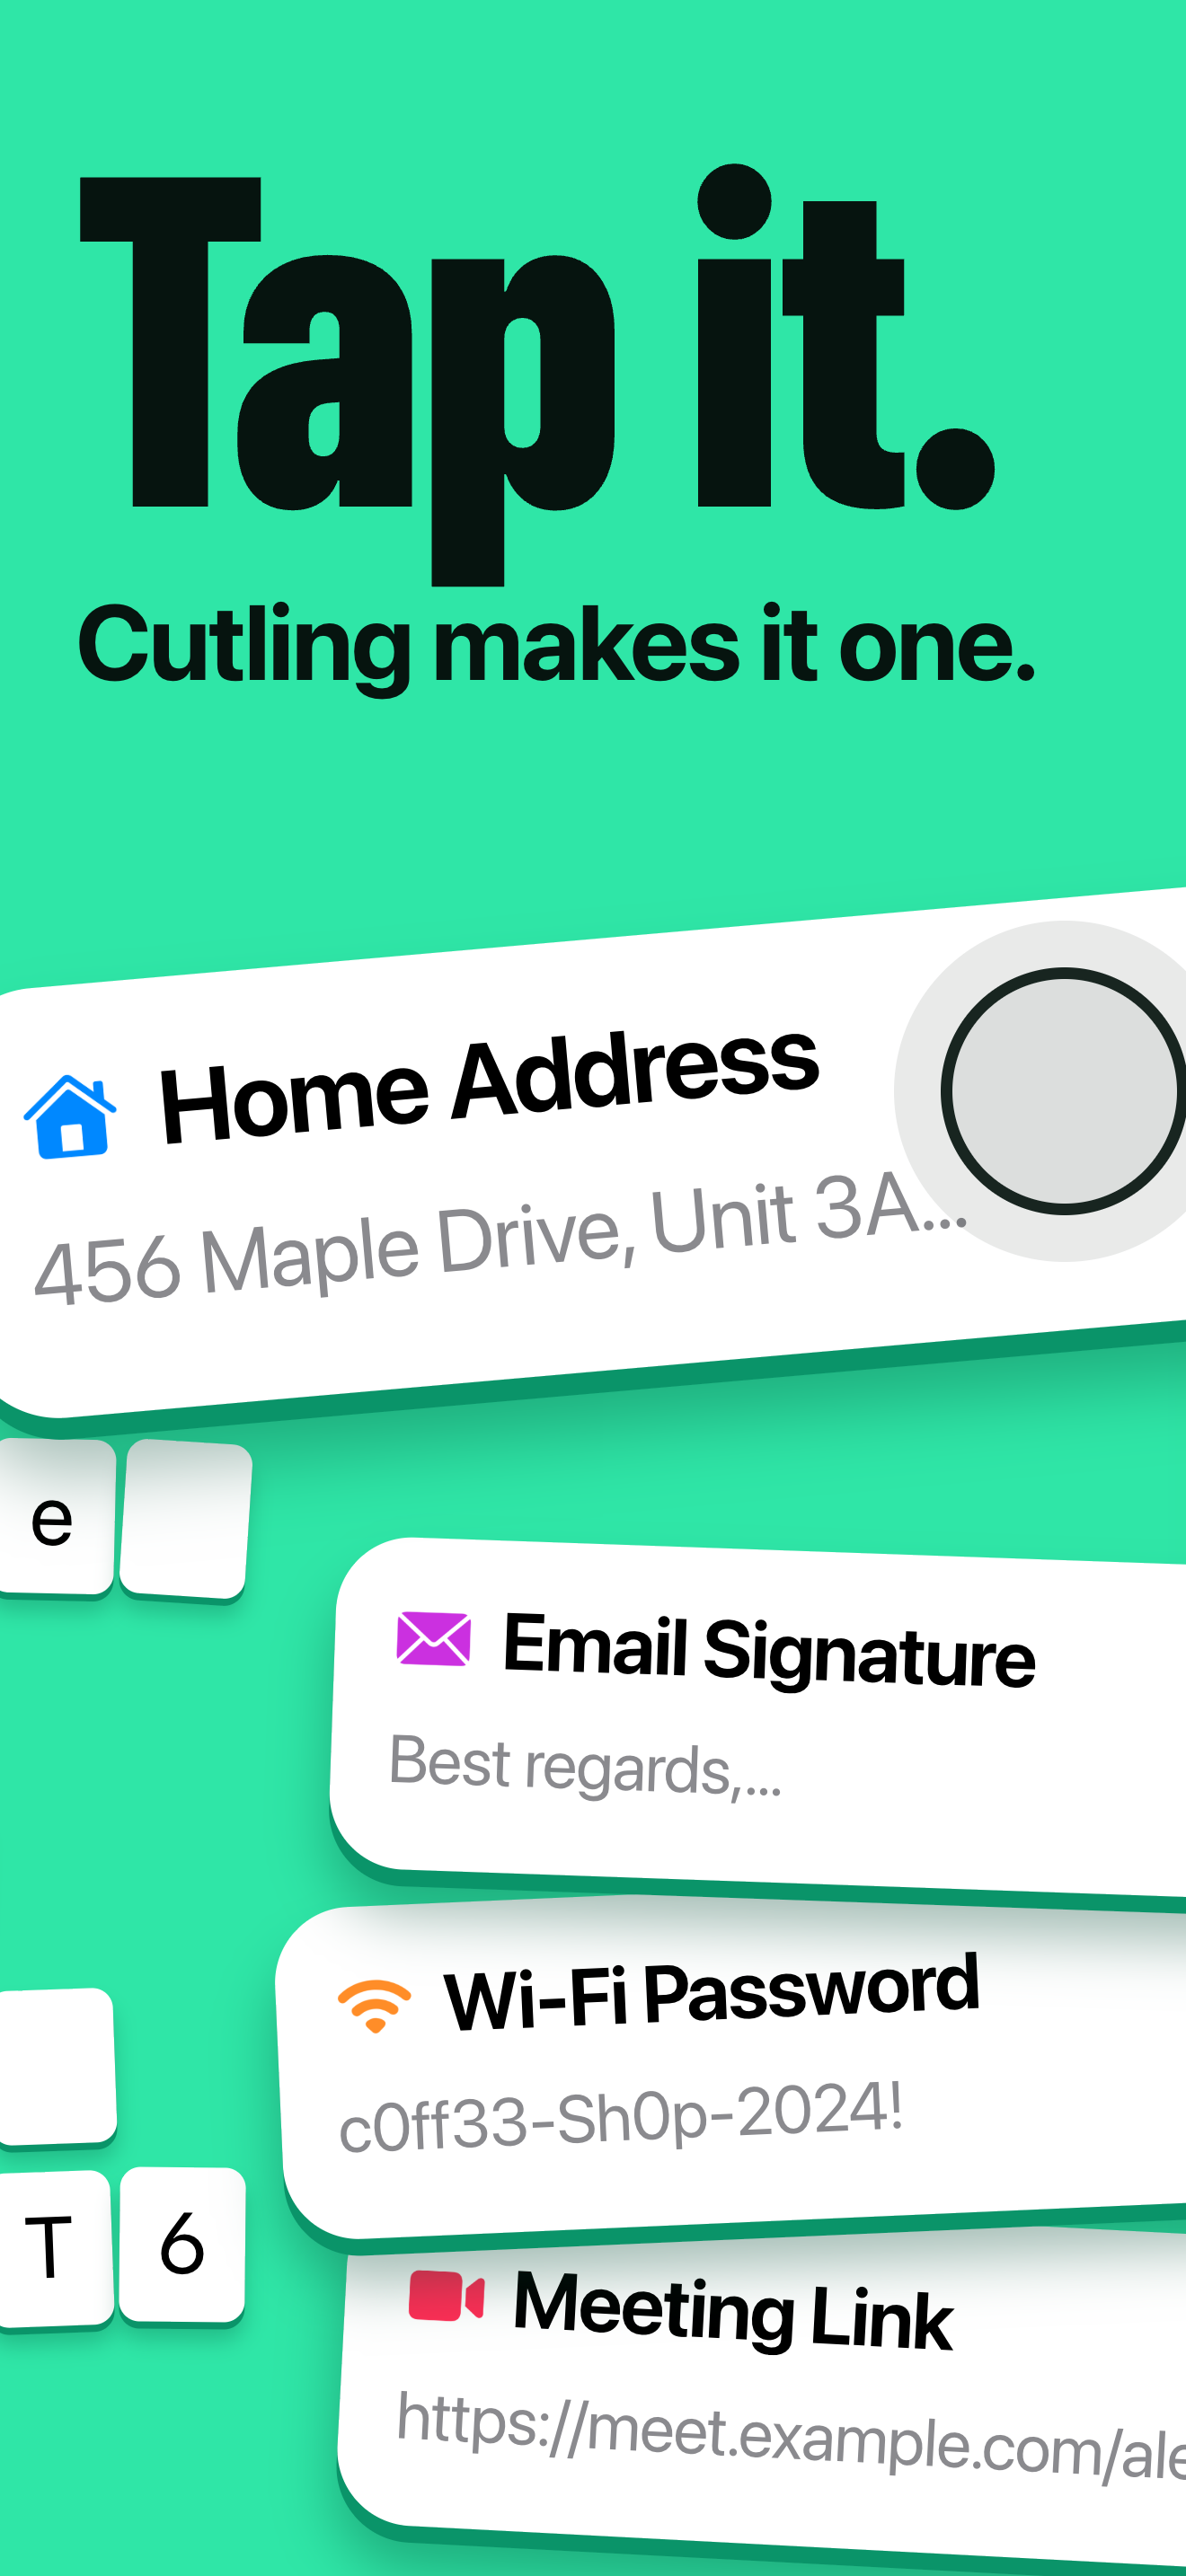 Tap it.
Cutling makes it one.
Home Address
456 Maple Drive, Unit 3A...
e
Email Signature
Best regards,...
Wi-Fi Password
c0ff33-Sh0p-2024!
T 6
Meeting Link
https://meet.example.com/ale